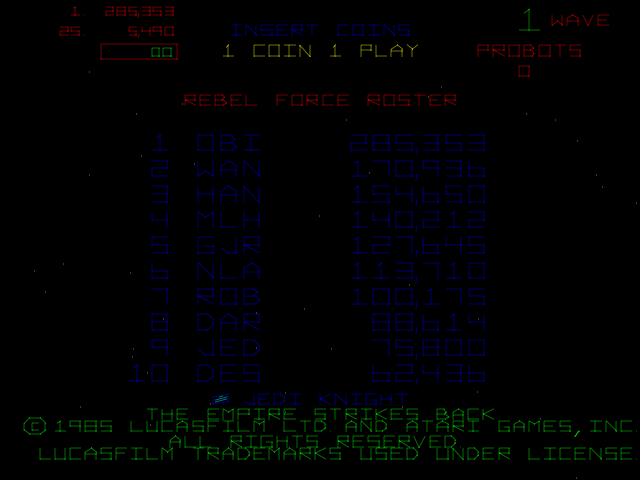 1. 285,353
25. 5,490
00
INSERT COINS
1 COIN 1 PLAY
1 WAVE
PROBOTS
0
REBEL FORCE ROSTER
1 OBI 285,353
2 WAN 170,936
3 HAN 154,650
4 MLH 140,212
5 GJR 127,645
6 NLA 113,710
7 ROB 100,175
8 DAR 88,614
9 JED 75,800
10 DES 62,436
JEDI KNIGHT
THE EMPIRE STRIKES BACK
© 1985 LUCASFILM LTD AND ATARI GAMES, INC
ALL RIGHTS RESERVED
LUCASFILM TRADEMARKS USED UNDER LICENSE